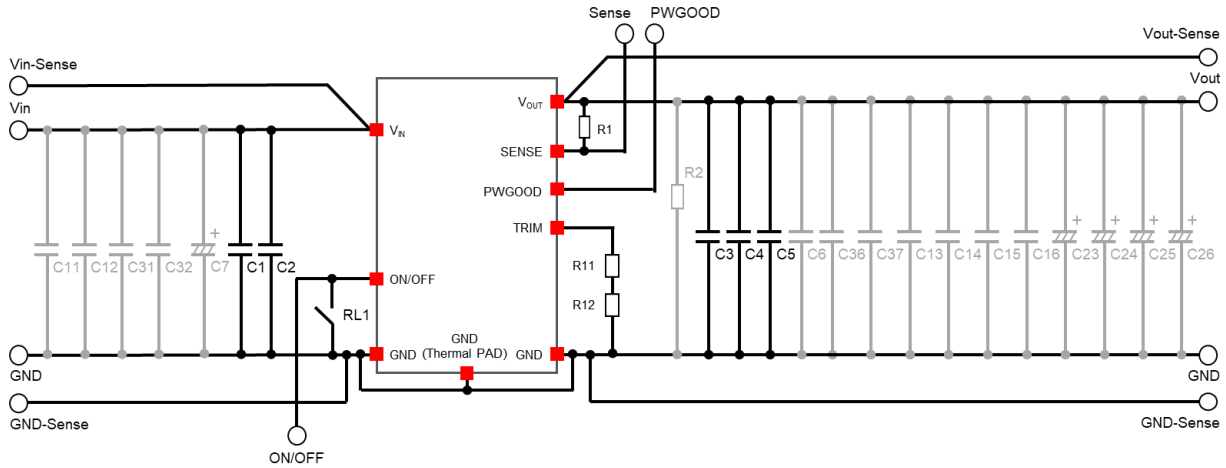 Sense PWGOOD
Vin-Sense
Vout-Sense
Vin
Vout
VIN
VOUT
R1
SENSE
PWGOOD
R2
TRIM
C11 C12 C31 C32 + C7 C1 C2
C3 C4 C5 C6 C36 C37 C13 C14 C15 C16 + C23 + C24 + C25 + C26
R11
ON/OFF
R12
RL1
GND
(Thermal PAD)
GND
GND
GND
GND
GND-Sense
GND-Sense
ON/OFF